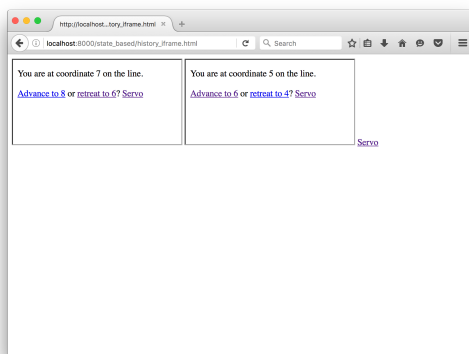 http://localhost...tory_iframe.html
localhost:8000/state_based/history_iframe.html
Search
You are at coordinate 7 on the line.
Advance to 8 or retreat to 6? Servo
You are at coordinate 5 on the line.
Advance to 6 or retreat to 4? Servo
Servo